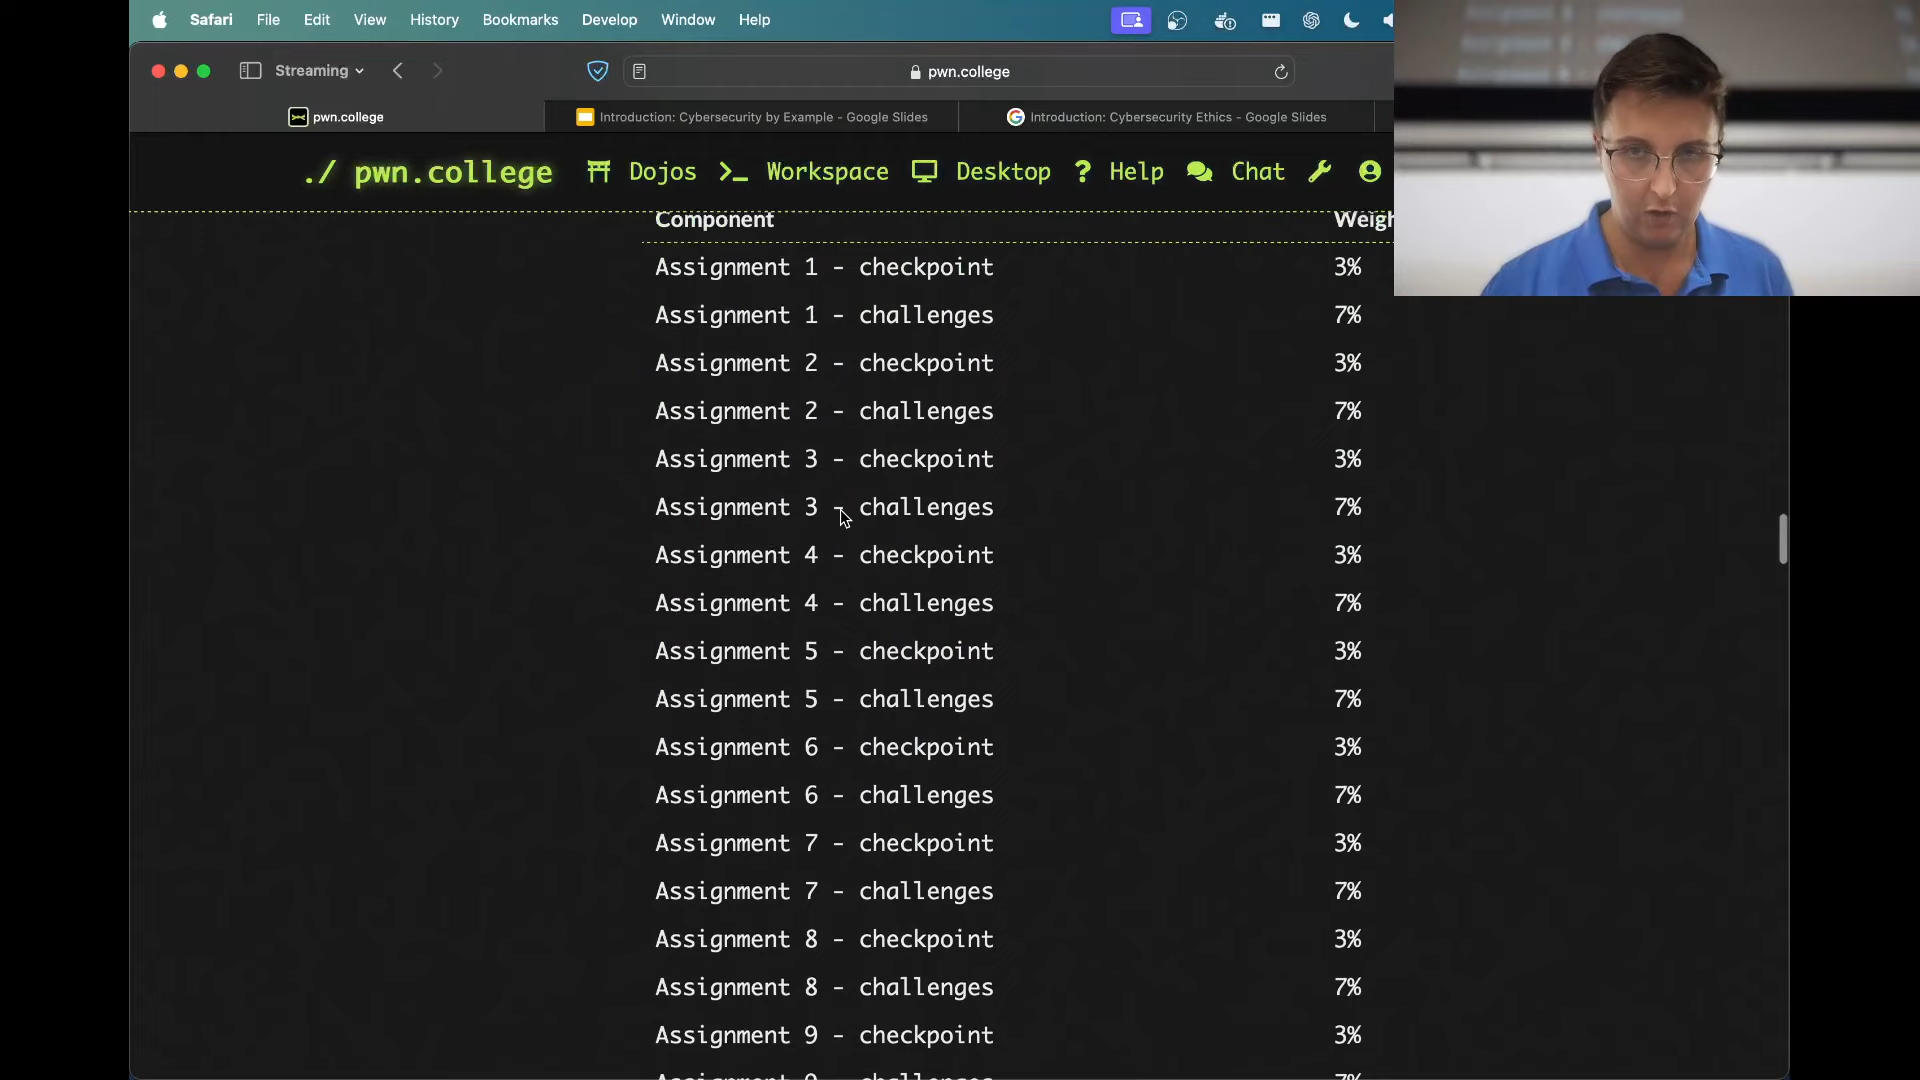 Safari File Edit View History Bookmarks Develop Window Help
Streaming pwn.college
pwn.college Introduction: Cybersecurity by Example - Google Slides Introduction: Cybersecurity Ethics - Google Slides
./ pwn.college Dojos Workspace Desktop ? Help Chat
Component Weigh
Assignment 1 - checkpoint 3%
Assignment 1 - challenges 7%
Assignment 2 - checkpoint 3%
Assignment 2 - challenges 7%
Assignment 3 - checkpoint 3%
Assignment 3 - challenges 7%
Assignment 4 - checkpoint 3%
Assignment 4 - challenges 7%
Assignment 5 - checkpoint 3%
Assignment 5 - challenges 7%
Assignment 6 - checkpoint 3%
Assignment 6 - challenges 7%
Assignment 7 - checkpoint 3%
Assignment 7 - challenges 7%
Assignment 8 - checkpoint 3%
Assignment 8 - challenges 7%
Assignment 9 - checkpoint 3%